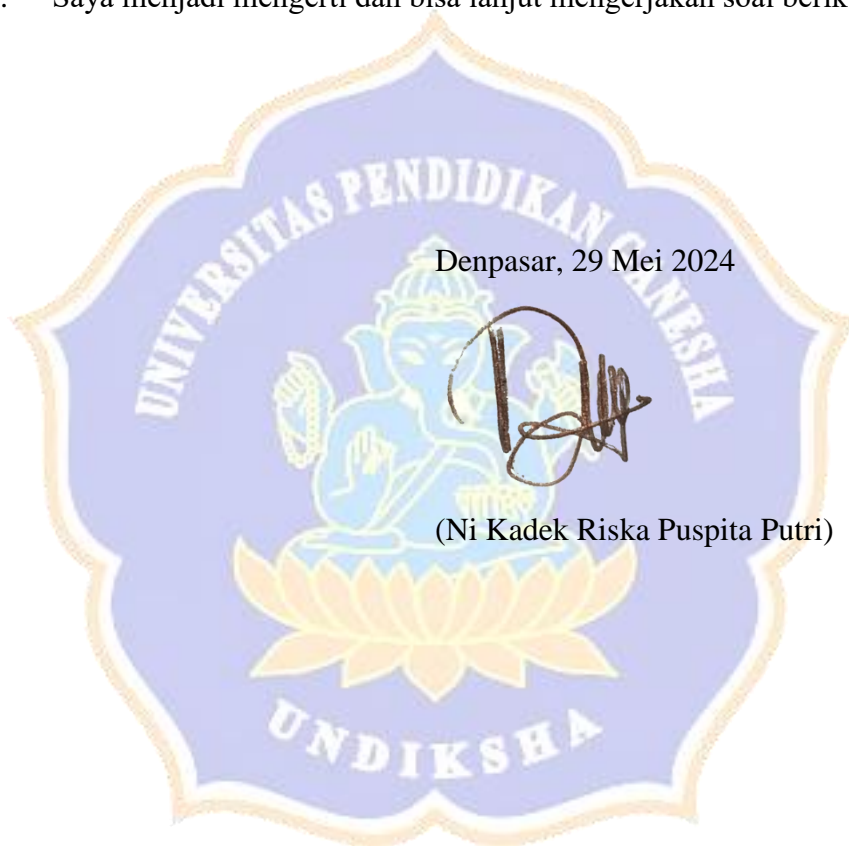 . Saya menjadi mengerti dan bisa lanjut mengerjakan soal berik
UNIVERSITAS PENDIDIKAN GANESHA
Denpasar, 29 Mei 2024
(Ni Kadek Riska Puspita Putri)
UNDIKSHA